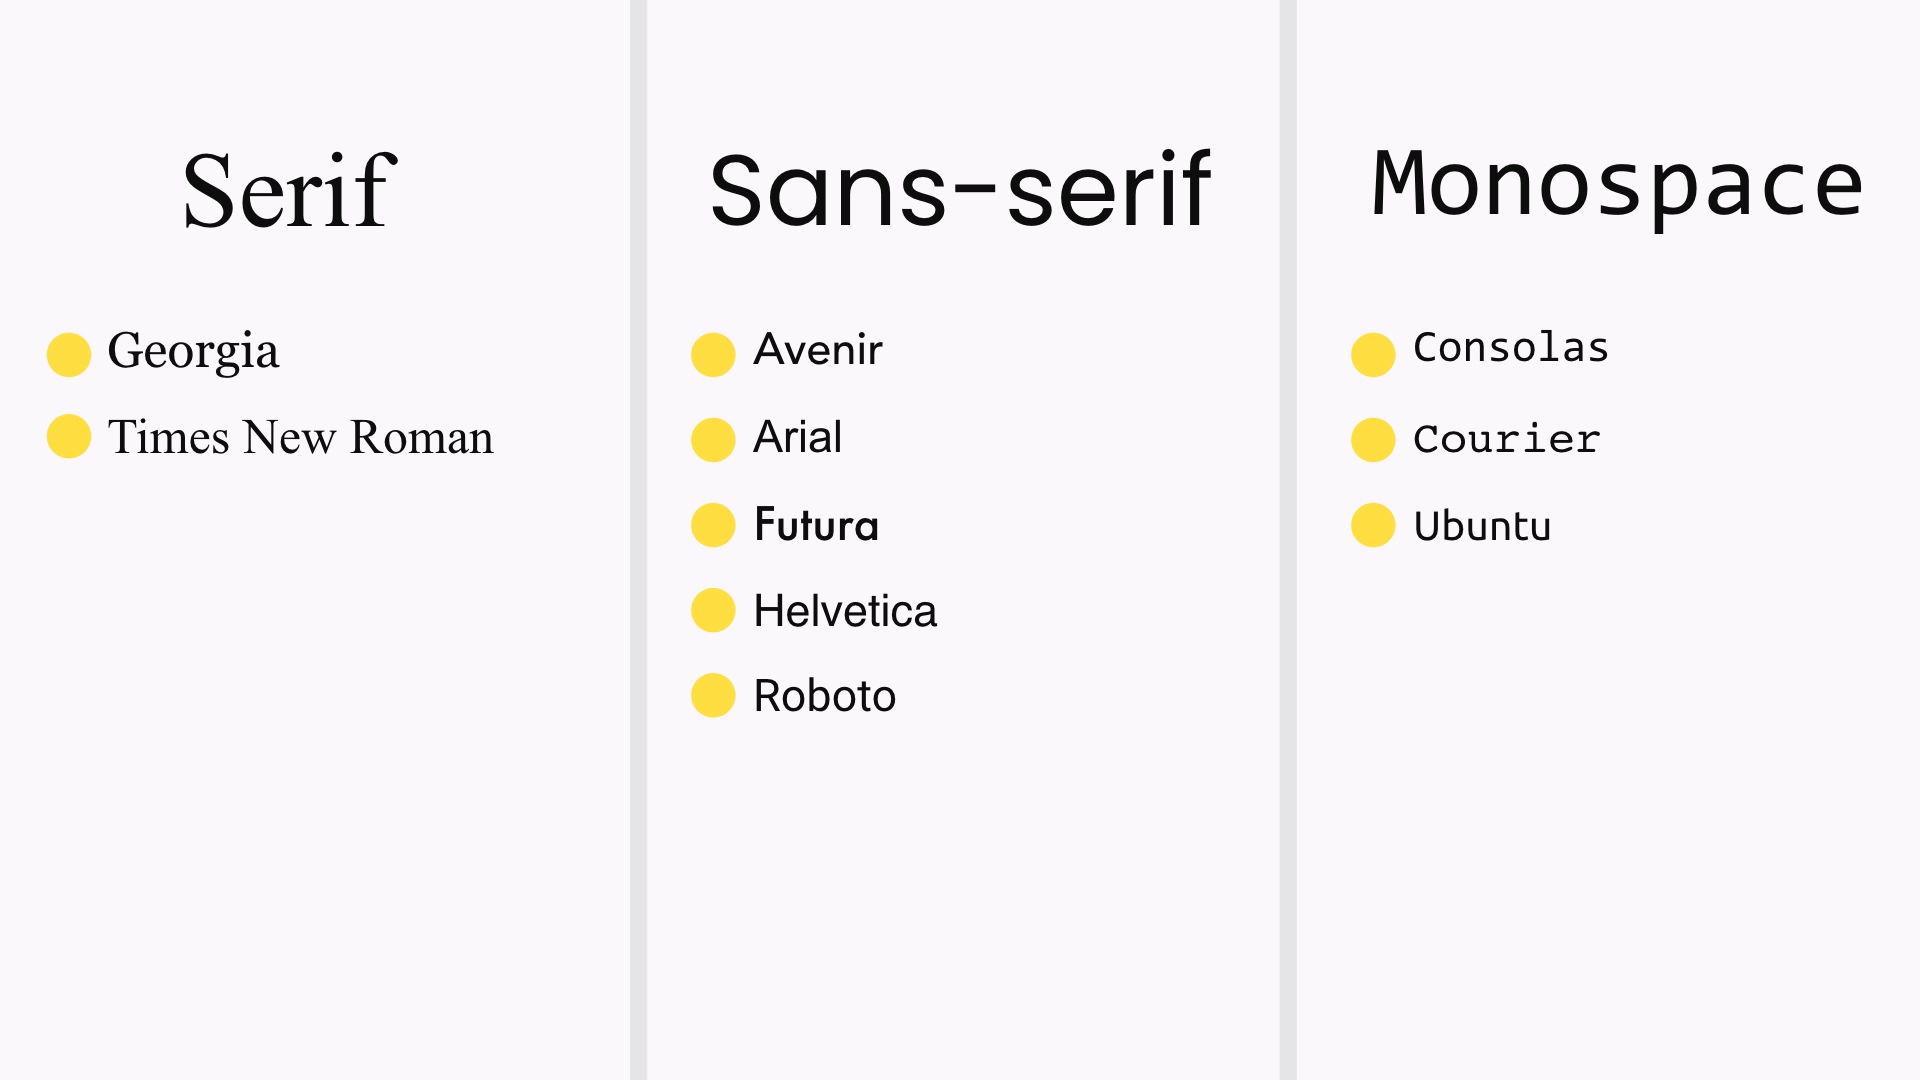 Serif
Georgia
Times New Roman
Sans-serif
Avenir
Arial
Futura
Helvetica
Roboto
Monospace
Consolas
Courier
Ubuntu